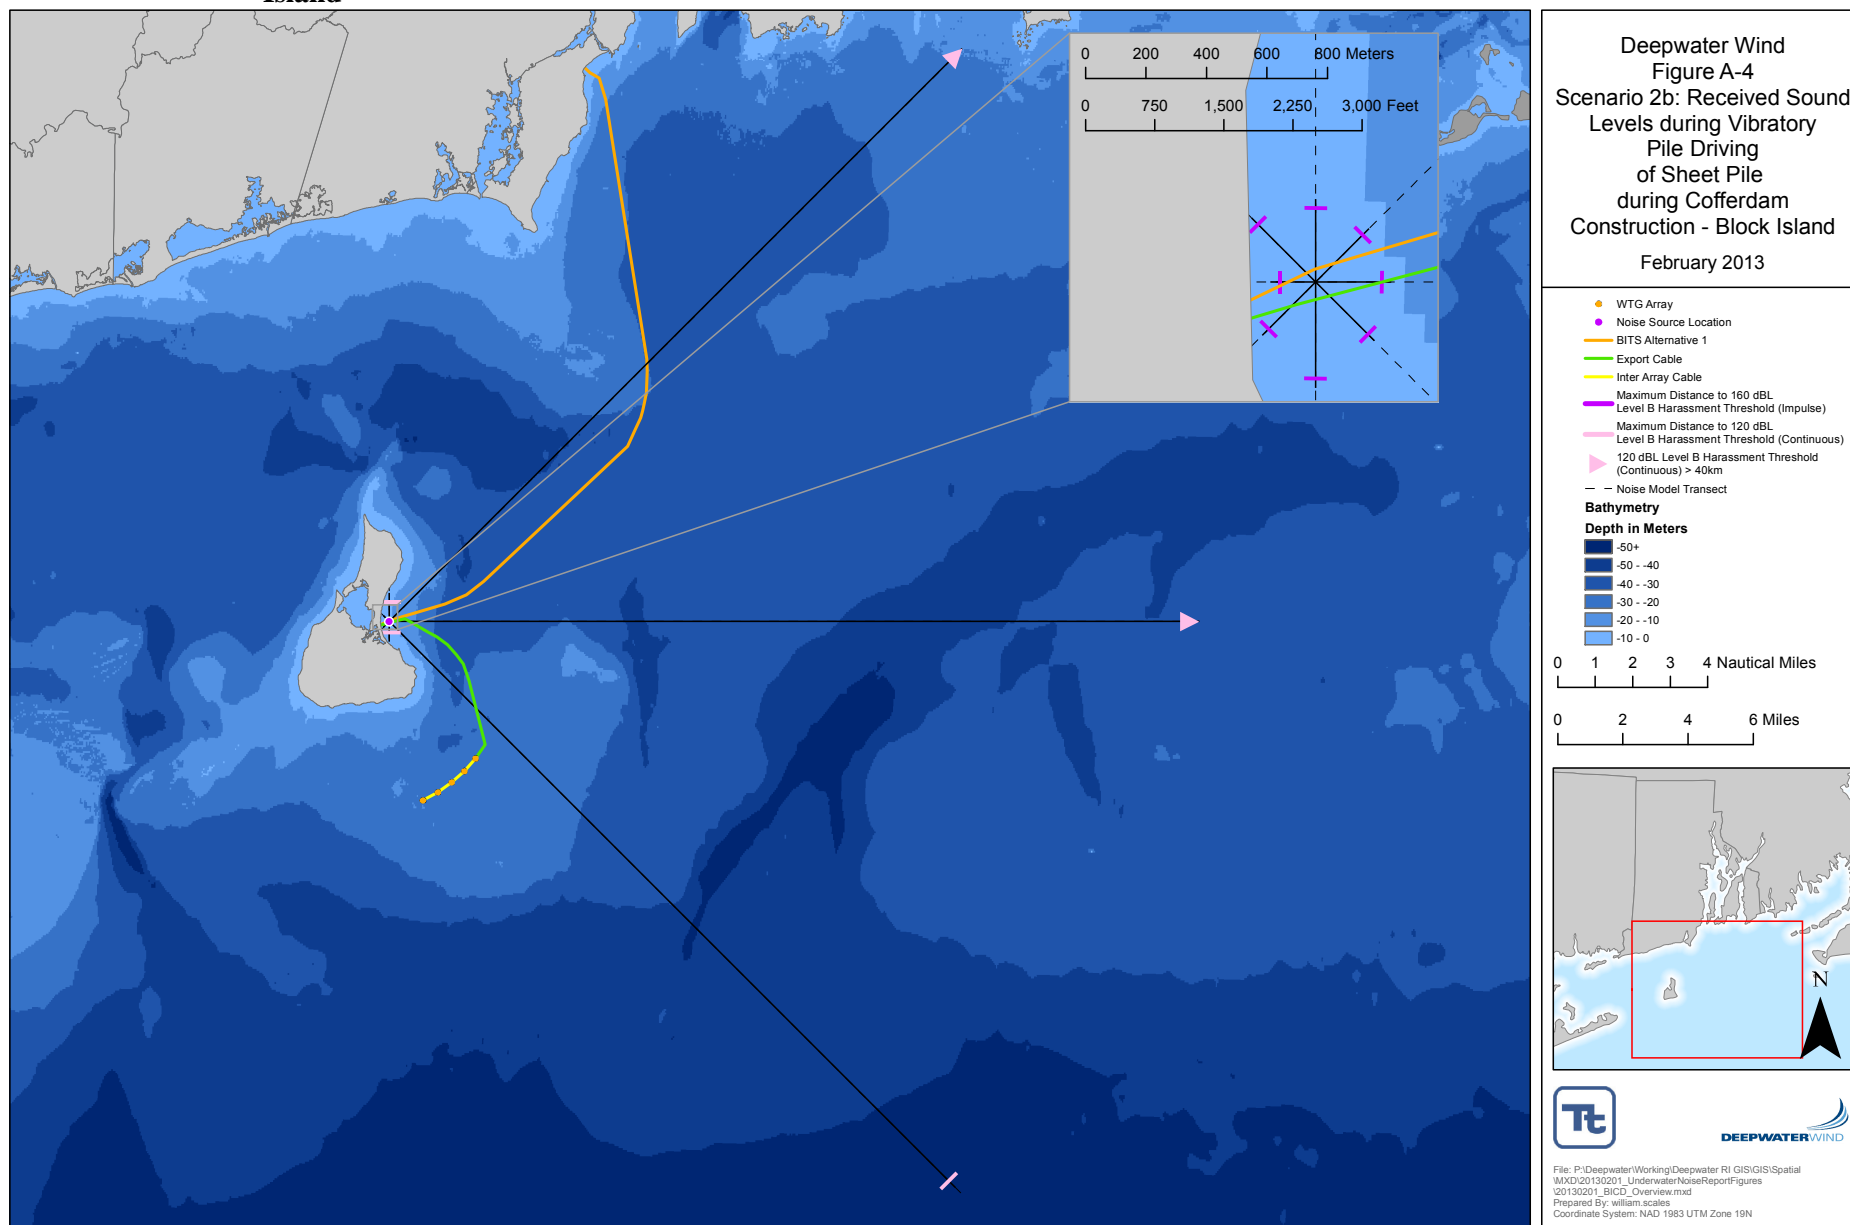 Island
0 200 400 600 800 Meters
0 750 1,500 2,250 3,000 Feet
Deepwater Wind
Figure A-4
Scenario 2b: Received Sound
Levels during Vibratory
Pile Driving
of Sheet Pile
during Cofferdam
Construction - Block Island
February 2013
WTG Array
Noise Source Location
BITS Alternative 1
Export Cable
Inter Array Cable
Maximum Distance to 160 dBL
Level B Harassment Threshold (Impulse)
Maximum Distance to 120 dBL
Level B Harassment Threshold (Continuous)
120 dBL Level B Harassment Threshold
(Continuous) > 40km
Noise Model Transect
Bathymetry
Depth in Meters
-50+
-50 - -40
-40 - -30
-30 - -20
-20 - -10
-10 - 0
0 1 2 3 4 Nautical Miles
0 2 4 6 Miles
N
Tt
DEEPWATERWIND
File: P:\Deepwater\Working\Deepwater RI GIS\GIS\Spatial
\MXD\20130201_UnderwaterNoiseReportFigures
\20130201_BICD_Overview.mxd
Prepared By: william.scales
Coordinate System: NAD 1983 UTM Zone 19N